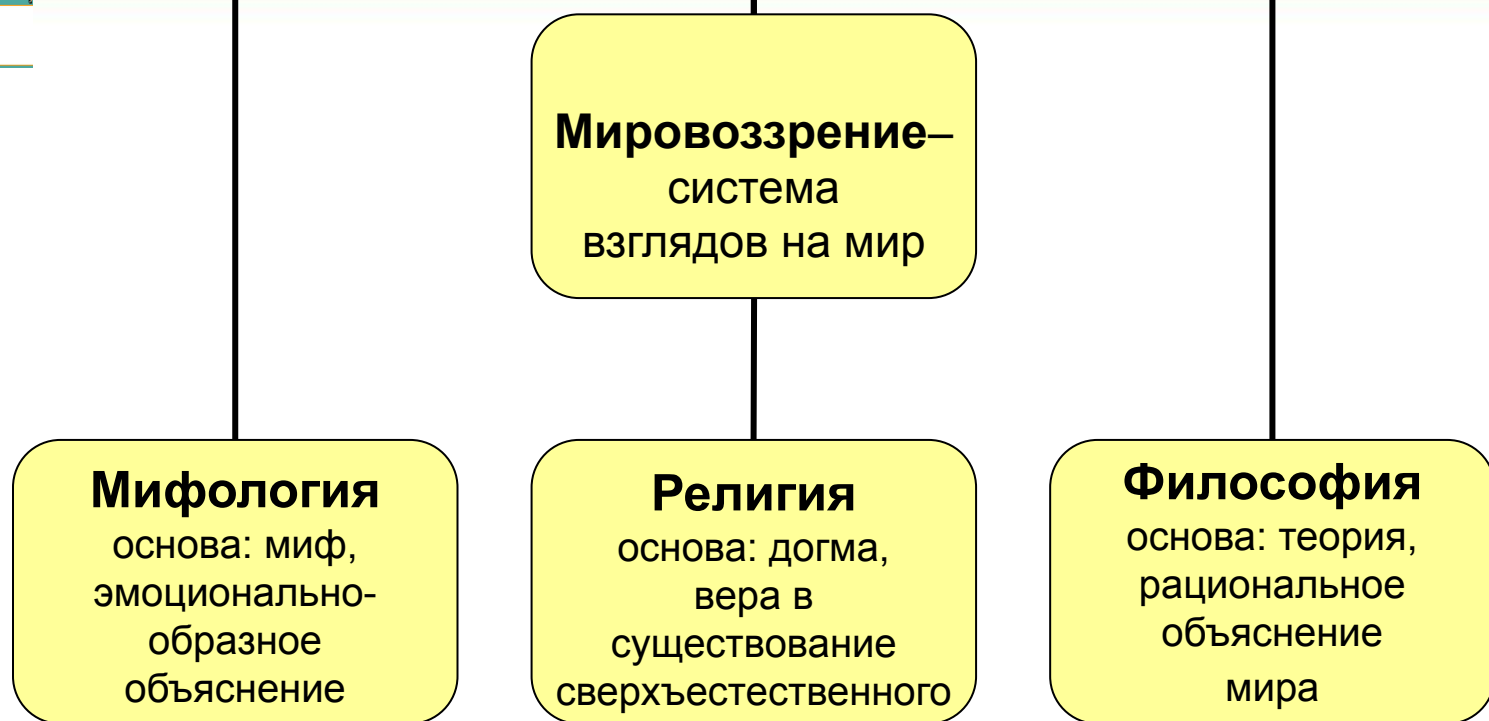 Мировоззрение–
система
взглядов на мир
Мифология
основа: миф,
эмоционально-
образное
объяснение
Религия
основа: догма,
вера в
существование
сверхъестественного
Философия
основа: теория,
рациональное
объяснение
мира